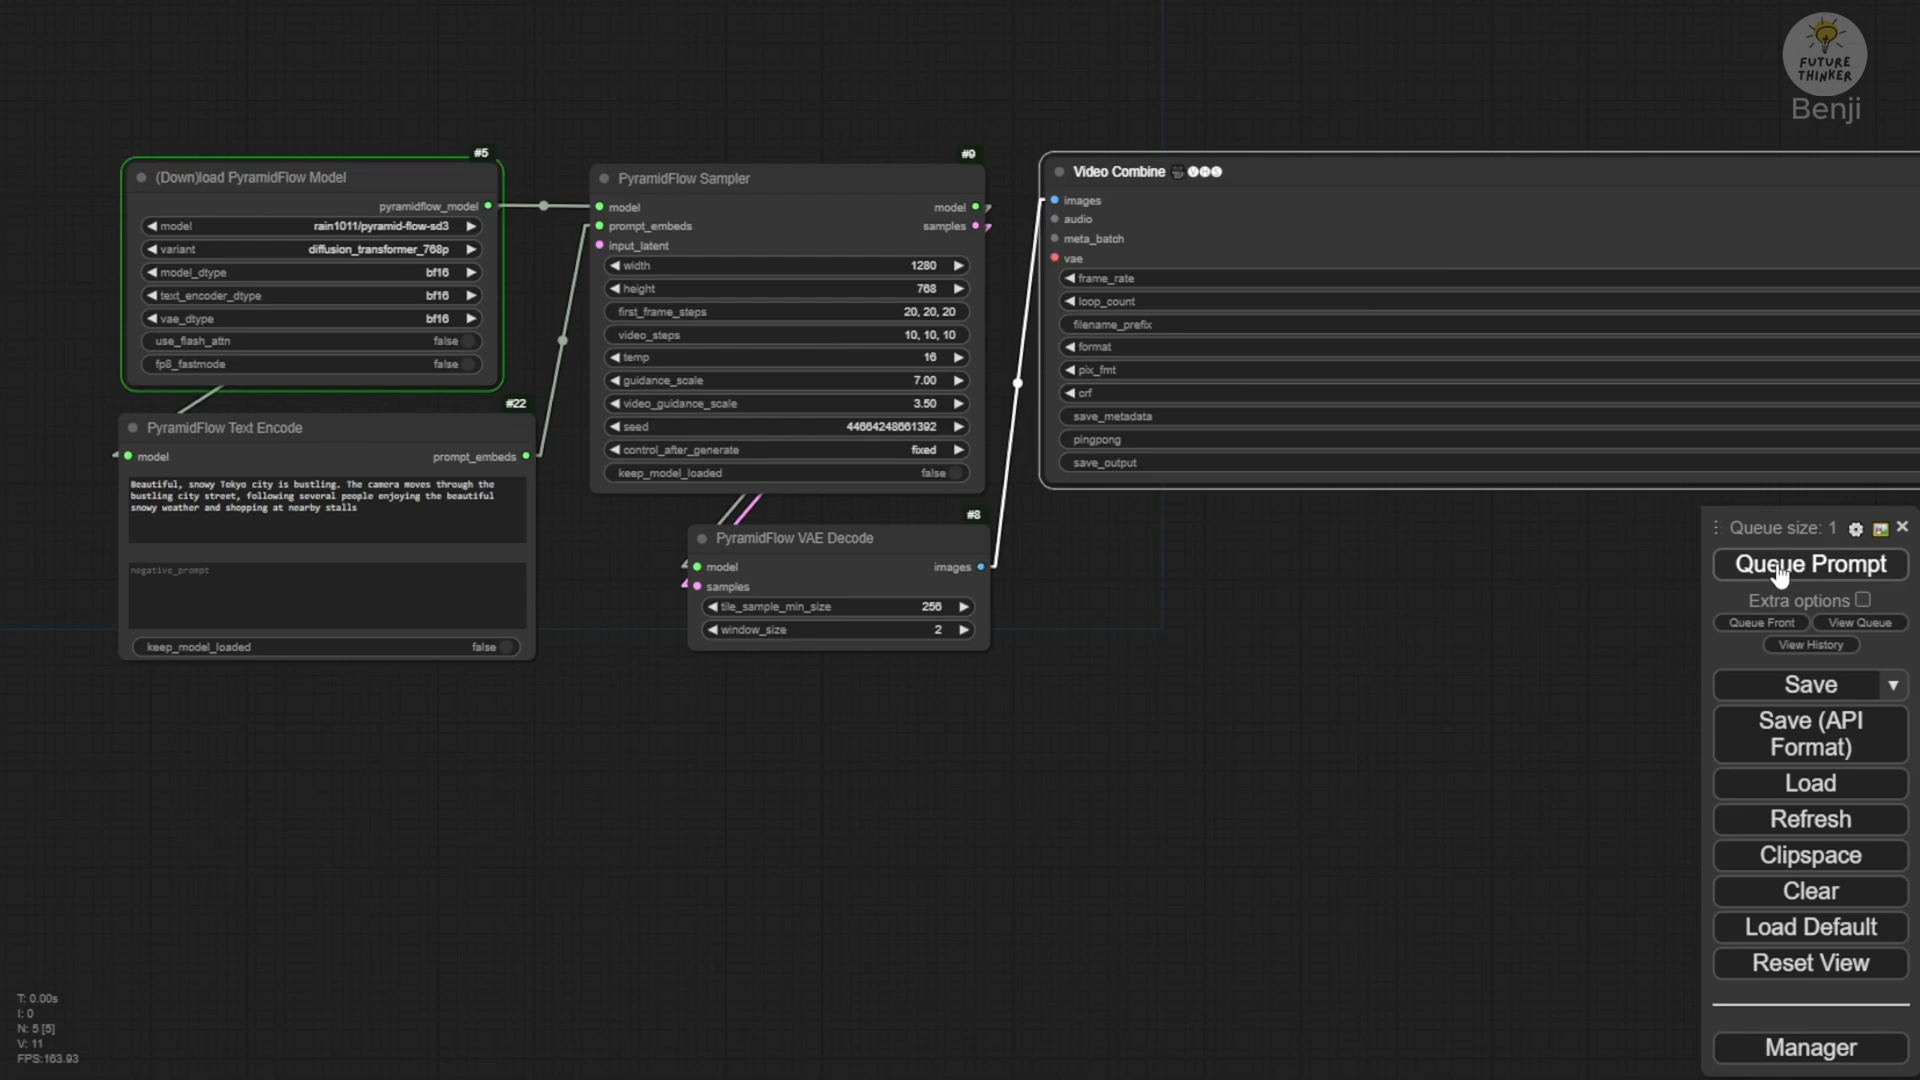 FUTURE
THINKER
Benji
#5
(Down)load PyramidFlow Model
pyramidflow_model
model rain1011/pyramid-flow-sd3
variant diffusion_transformer_768p
model_dtype bf16
text_encoder_dtype bf16
vae_dtype bf16
use_flash_attn false
fp8_fastmode false
#22
PyramidFlow Text Encode
model prompt_embeds
Beautiful, snowy Tokyo city is bustling. The camera moves through the
bustling city street, following several people enjoying the beautiful
snowy weather and shopping at nearby stalls
negative_prompt
keep_model_loaded false
#9
PyramidFlow Sampler
model model
prompt_embeds samples
input_latent
width 1280
height 768
first_frame_steps 20, 20, 20
video_steps 10, 10, 10
temp 16
guidance_scale 7.00
video_guidance_scale 3.50
seed 44664248661392
control_after_generate fixed
keep_model_loaded false
#8
PyramidFlow VAE Decode
model images
samples
tile_sample_min_size 256
window_size 2
Video Combine 🎥🅥🅗🅢
images
audio
meta_batch
vae
frame_rate
loop_count
filename_prefix
format
pix_fmt
crf
save_metadata
pingpong
save_output
Queue size: 1
Queue Prompt
Extra options
Queue Front View Queue
View History
Save
Save (API
Format)
Load
Refresh
Clipspace
Clear
Load Default
Reset View
Manager
T: 0.00s
I: 0
N: 5 [5]
V: 11
FPS:163.93